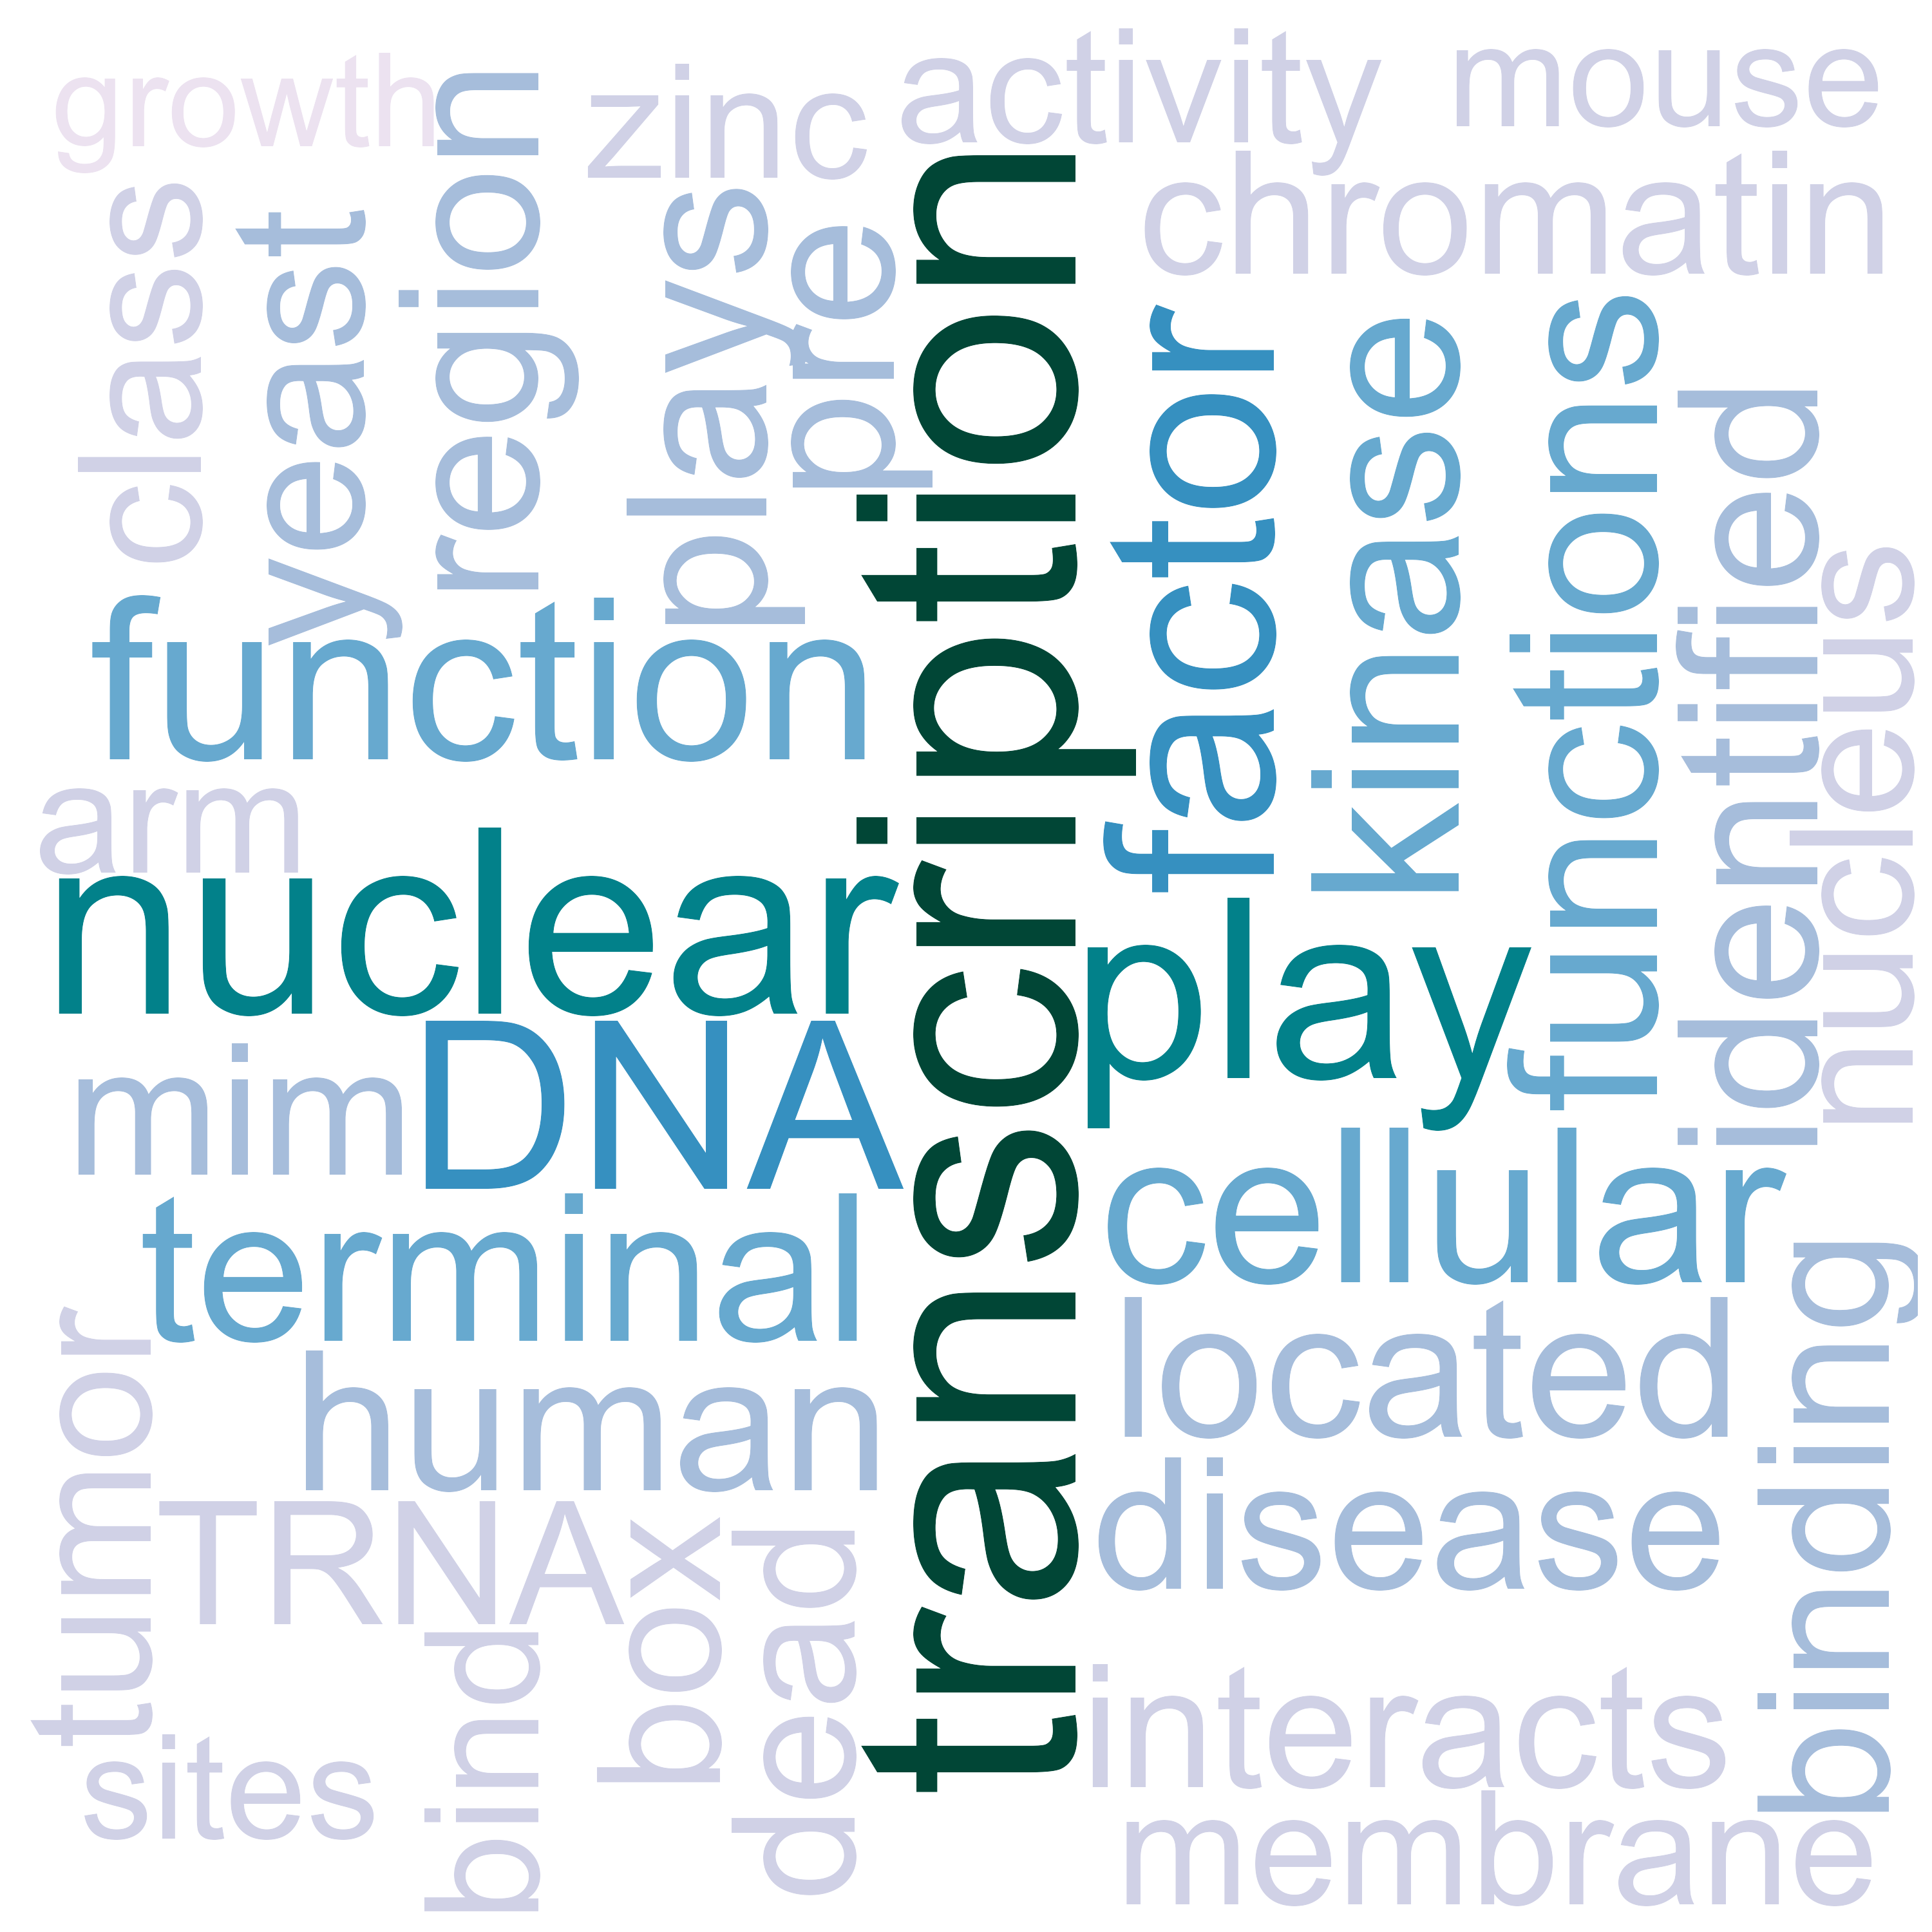 growth
zinc
activity
mouse
chromatin
class
yeast
region
plays
per
transcription
factor
kinase
functions
identified
nucleus
function
arm
nuclear
play
mim
DNA
terminal
cellular
human
located
tumor
TRNA
box
dead
disease
binding
bind
sites
interacts
membrane